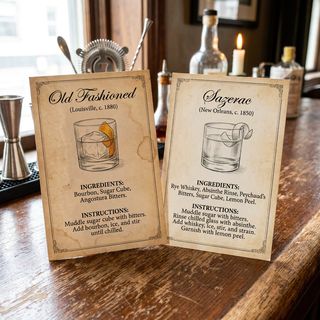 Old Fashioned
(Louisville, c. 1880)
INGREDIENTS:
Bourbon, Sugar Cube,
Angostura Bitters.
INSTRUCTIONS:
Muddle sugar cube with bitters.
Add bourbon, ice, and stir
until chilled.
Sazerac
(New Orleans, c. 1850)
INGREDIENTS:
Rye Whiskey, Absinthe Rinse, Peychaud's
Bitters, Sugar Cube, Lemon Peel.
INSTRUCTIONS:
Muddle sugar with bitters.
Rinse chilled glass with absinthe.
Add whiskey, ice, stir, and strain.
Garnish with lemon peel.